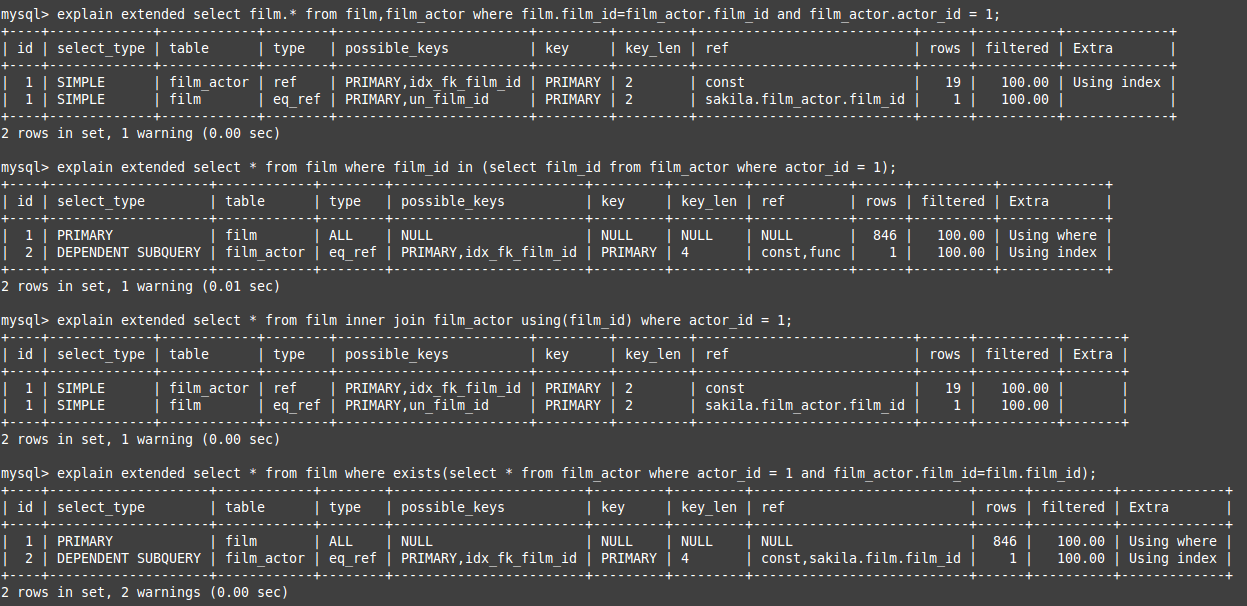 mysql> explain extended select film.* from film,film_actor where film.film_id=film_actor.film_id and film_actor.actor_id = 1;
+----+-------------+------------+--------+------------------------+---------+---------+---------------------------+------+----------+-------------+
| id | select_type | table      | type   | possible_keys          | key     | key_len | ref                       | rows | filtered | Extra       |
+----+-------------+------------+--------+------------------------+---------+---------+---------------------------+------+----------+-------------+
|  1 | SIMPLE      | film_actor | ref    | PRIMARY,idx_fk_film_id | PRIMARY | 2       | const                     |   19 |   100.00 | Using index |
|  1 | SIMPLE      | film       | eq_ref | PRIMARY,un_film_id     | PRIMARY | 2       | sakila.film_actor.film_id |    1 |   100.00 |             |
+----+-------------+------------+--------+------------------------+---------+---------+---------------------------+------+----------+-------------+
2 rows in set, 1 warning (0.00 sec)
mysql> explain extended select * from film where film_id in (select film_id from film_actor where actor_id = 1);
+----+--------------------+------------+--------+------------------------+---------+---------+------------+------+----------+-------------+
| id | select_type        | table      | type   | possible_keys          | key     | key_len | ref        | rows | filtered | Extra       |
+----+--------------------+------------+--------+------------------------+---------+---------+------------+------+----------+-------------+
|  1 | PRIMARY            | film       | ALL    | NULL                   | NULL    | NULL    | NULL       |  846 |   100.00 | Using where |
|  2 | DEPENDENT SUBQUERY | film_actor | eq_ref | PRIMARY,idx_fk_film_id | PRIMARY | 4       | const,func |    1 |   100.00 | Using index |
+----+--------------------+------------+--------+------------------------+---------+---------+------------+------+----------+-------------+
2 rows in set, 1 warning (0.01 sec)
mysql> explain extended select * from film inner join film_actor using(film_id) where actor_id = 1;
+----+-------------+------------+--------+------------------------+---------+---------+---------------------------+------+----------+-------+
| id | select_type | table      | type   | possible_keys          | key     | key_len | ref                       | rows | filtered | Extra |
+----+-------------+------------+--------+------------------------+---------+---------+---------------------------+------+----------+-------+
|  1 | SIMPLE      | film_actor | ref    | PRIMARY,idx_fk_film_id | PRIMARY | 2       | const                     |   19 |   100.00 |       |
|  1 | SIMPLE      | film       | eq_ref | PRIMARY,un_film_id     | PRIMARY | 2       | sakila.film_actor.film_id |    1 |   100.00 |       |
+----+-------------+------------+--------+------------------------+---------+---------+---------------------------+------+----------+-------+
2 rows in set, 1 warning (0.00 sec)
mysql> explain extended select * from film where exists(select * from film_actor where actor_id = 1 and film_actor.film_id=film.film_id);
+----+--------------------+------------+--------+------------------------+---------+---------+---------------------------+------+----------+-------------+
| id | select_type        | table      | type   | possible_keys          | key     | key_len | ref                       | rows | filtered | Extra       |
+----+--------------------+------------+--------+------------------------+---------+---------+---------------------------+------+----------+-------------+
|  1 | PRIMARY            | film       | ALL    | NULL                   | NULL    | NULL    | NULL                      |  846 |   100.00 | Using where |
|  2 | DEPENDENT SUBQUERY | film_actor | eq_ref | PRIMARY,idx_fk_film_id | PRIMARY | 4       | const,sakila.film.film_id |    1 |   100.00 | Using index |
+----+--------------------+------------+--------+------------------------+---------+---------+---------------------------+------+----------+-------------+
2 rows in set, 2 warnings (0.00 sec)